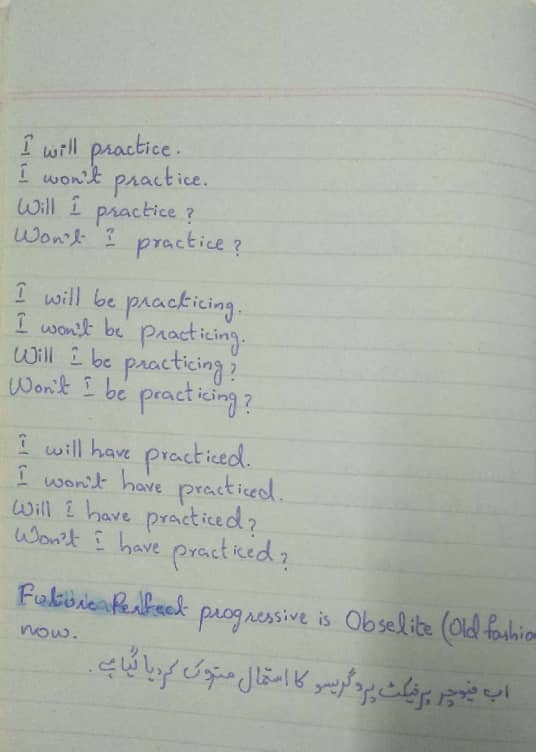 I will practice.
I won't practice.
Will I practice?
Won't I practice?
I will be practicing.
I won't be practicing.
Will I be practicing?
Won't I be practicing?
I will have practiced.
I won't have practiced.
Will I have practiced?
Won't I have practiced?
Future Perfect progressive is Obselite (Old fashio
now.
اب فیوچر پرفیکٹ پروگریسو کا استعمال متروک کر دیا گیا ہے۔